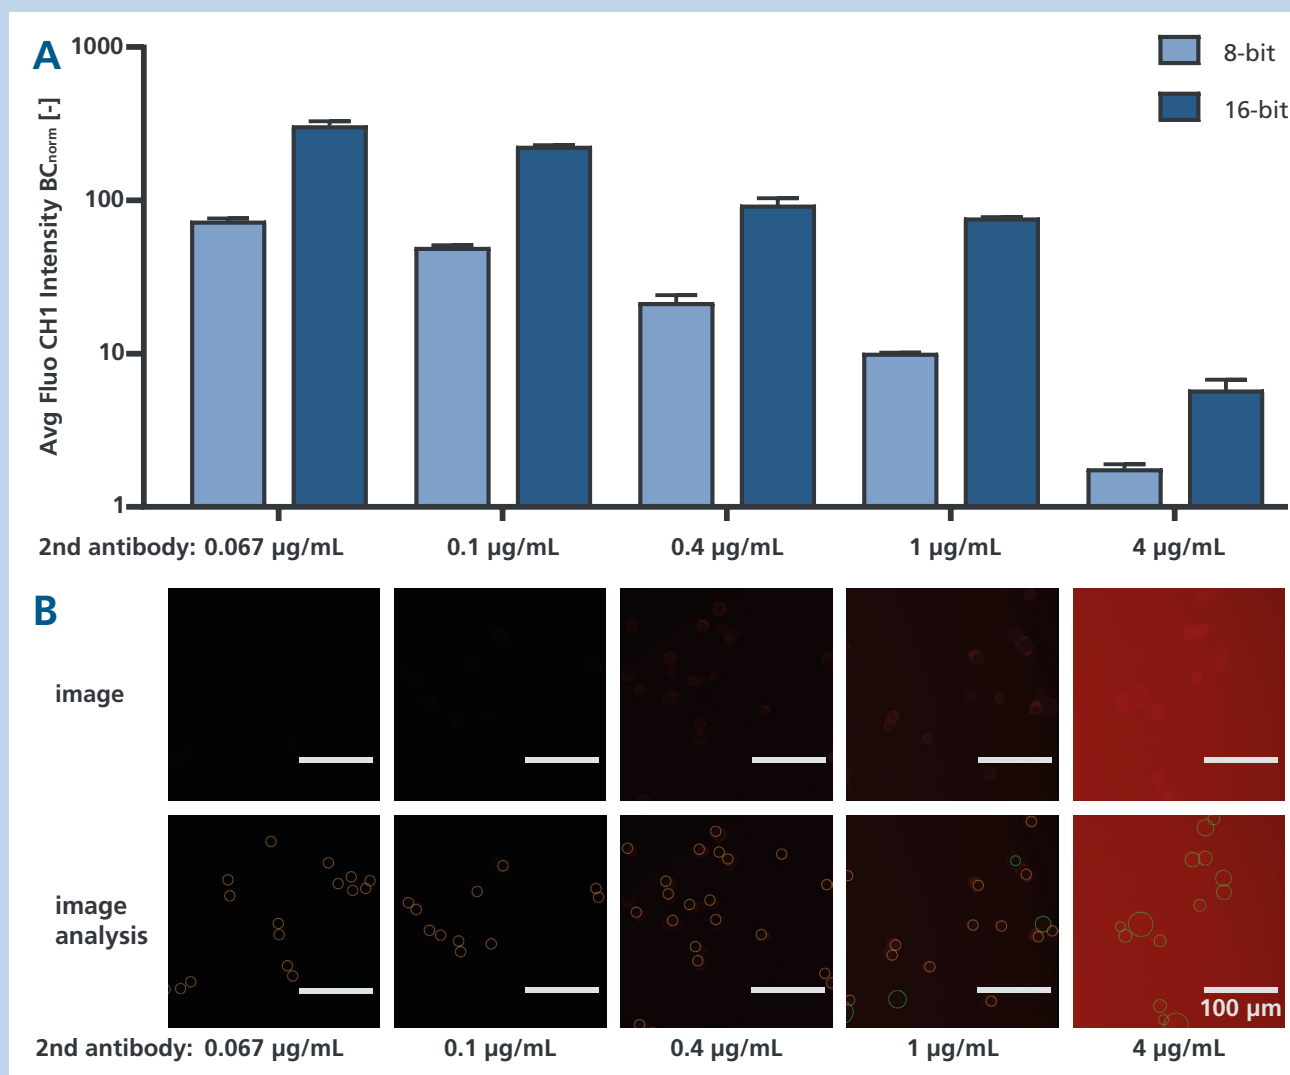 A
1000
100
10
1
Avg Fluo CH1 Intensity BCnorm [-]
8-bit
16-bit
2nd antibody: 0.067 µg/mL 0.1 µg/mL 0.4 µg/mL 1 µg/mL 4 µg/mL
B
image
image
analysis
100 µm
2nd antibody: 0.067 µg/mL 0.1 µg/mL 0.4 µg/mL 1 µg/mL 4 µg/mL